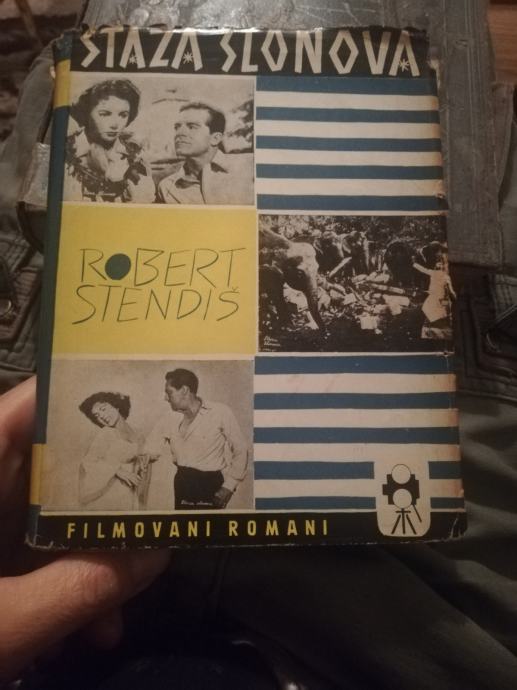 STAZA SLONOVA
ROBERT
STENDIŠ
FILMOVANI ROMANI